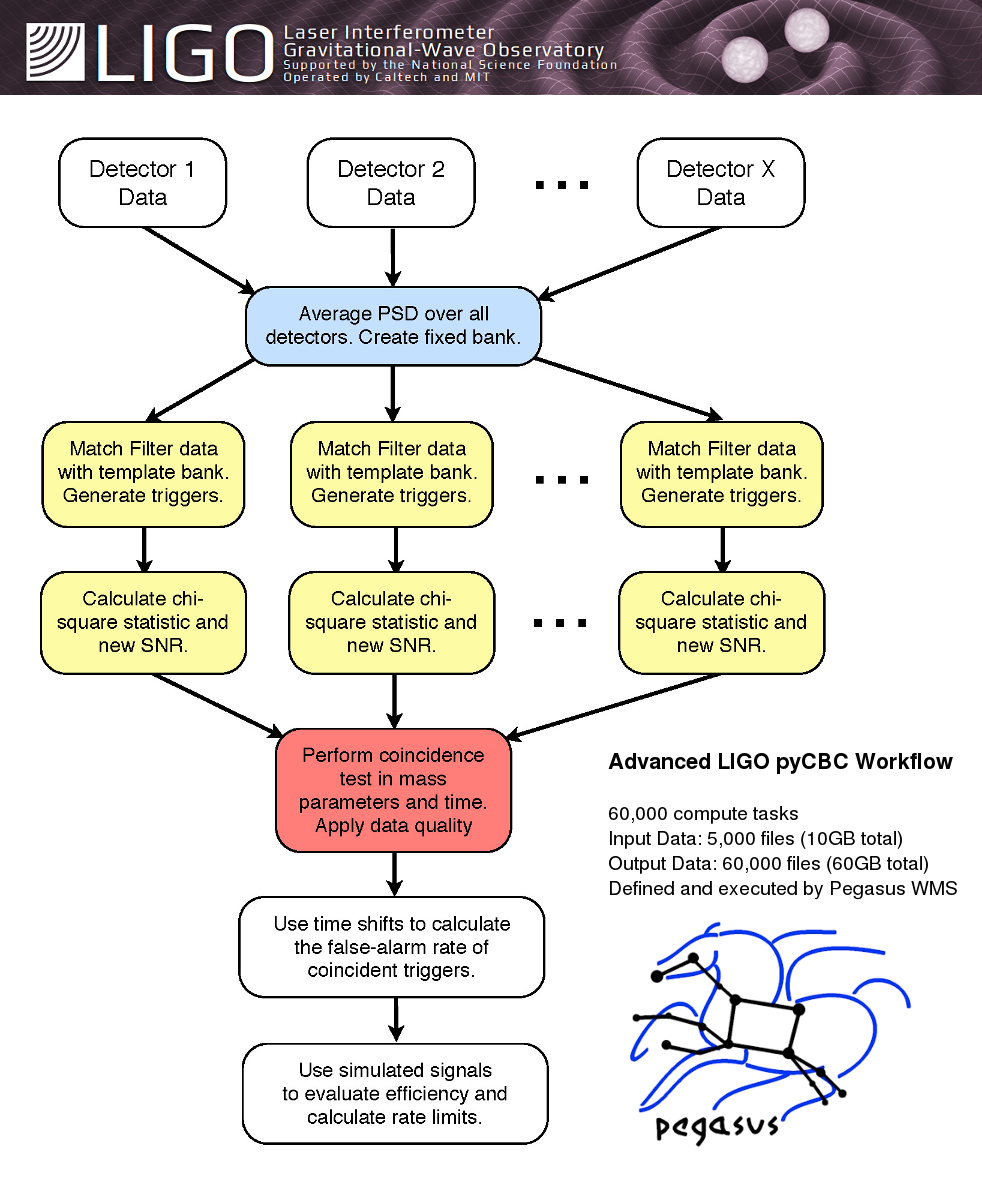 LIGO
Laser Interferometer
Gravitational-Wave Observatory
Supported by the National Science Foundation
Operated by Caltech and MIT
Detector 1
Data
Detector 2
Data
Detector X
Data
Average PSD over all
detectors. Create fixed bank.
Match Filter data
with template bank.
Generate triggers.
Match Filter data
with template bank.
Generate triggers.
Match Filter data
with template bank.
Generate triggers.
Calculate chi-
square statistic and
new SNR.
Calculate chi-
square statistic and
new SNR.
Calculate chi-
square statistic and
new SNR.
Perform coincidence
test in mass
parameters and time.
Apply data quality
Advanced LIGO pyCBC Workflow
60,000 compute tasks
Input Data: 5,000 files (10GB total)
Output Data: 60,000 files (60GB total)
Defined and executed by Pegasus WMS
Use time shifts to calculate
the false-alarm rate of
coincident triggers.
Use simulated signals
to evaluate efficiency and
calculate rate limits.
pegasus